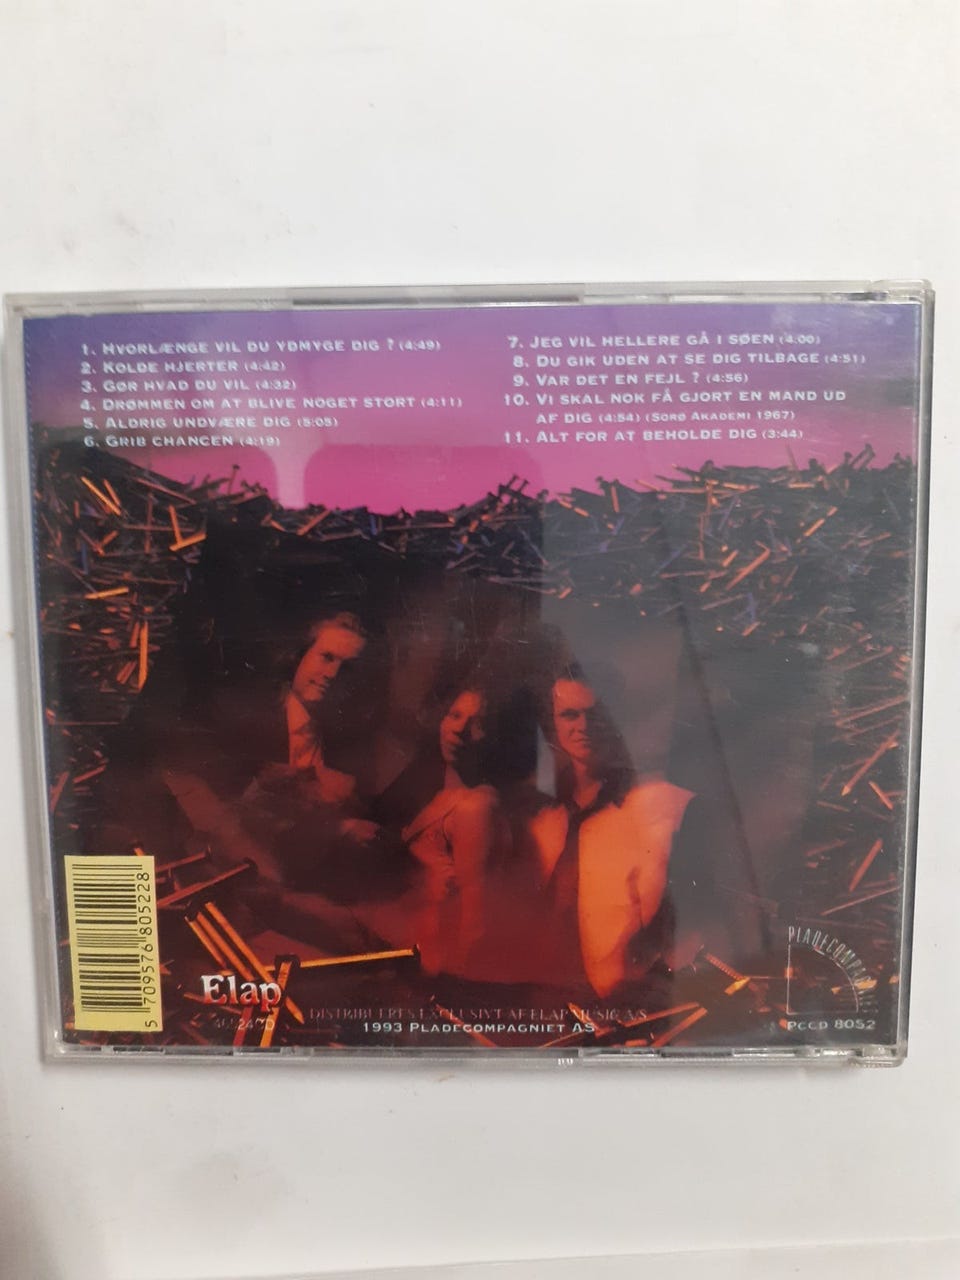 1. HVORLÆNGE VIL DU YDMYGE DIG ? (4:49)
2. KOLDE HJERTER (4:42)
3. GØR HVAD DU VIL (4:32)
4. DRØMMEN OM AT BLIVE NOGET STORT (4:11)
5. ALDRIG UNDVÆRE DIG (5:05)
6. GRIB CHANCEN (4:19)
7. JEG VIL HELLERE GÅ I SØEN (4:00)
8. DU GIK UDEN AT SE DIG TILBAGE (4:51)
9. VAR DET EN FEJL ? (4:56)
10. VI SKAL NOK FÅ GJORT EN MAND UD
AF DIG (4:54) (SORØ AKADEMI 1967)
11. ALT FOR AT BEHOLDE DIG (3:44)
5 709576 805228
Elap
DISTRIBUERES EXCLUSIVT AF ELAP MUSIC A/S
1993 PLADECOMPAGNIET AS
PLADECOMPAGNIET
PCCD 8052